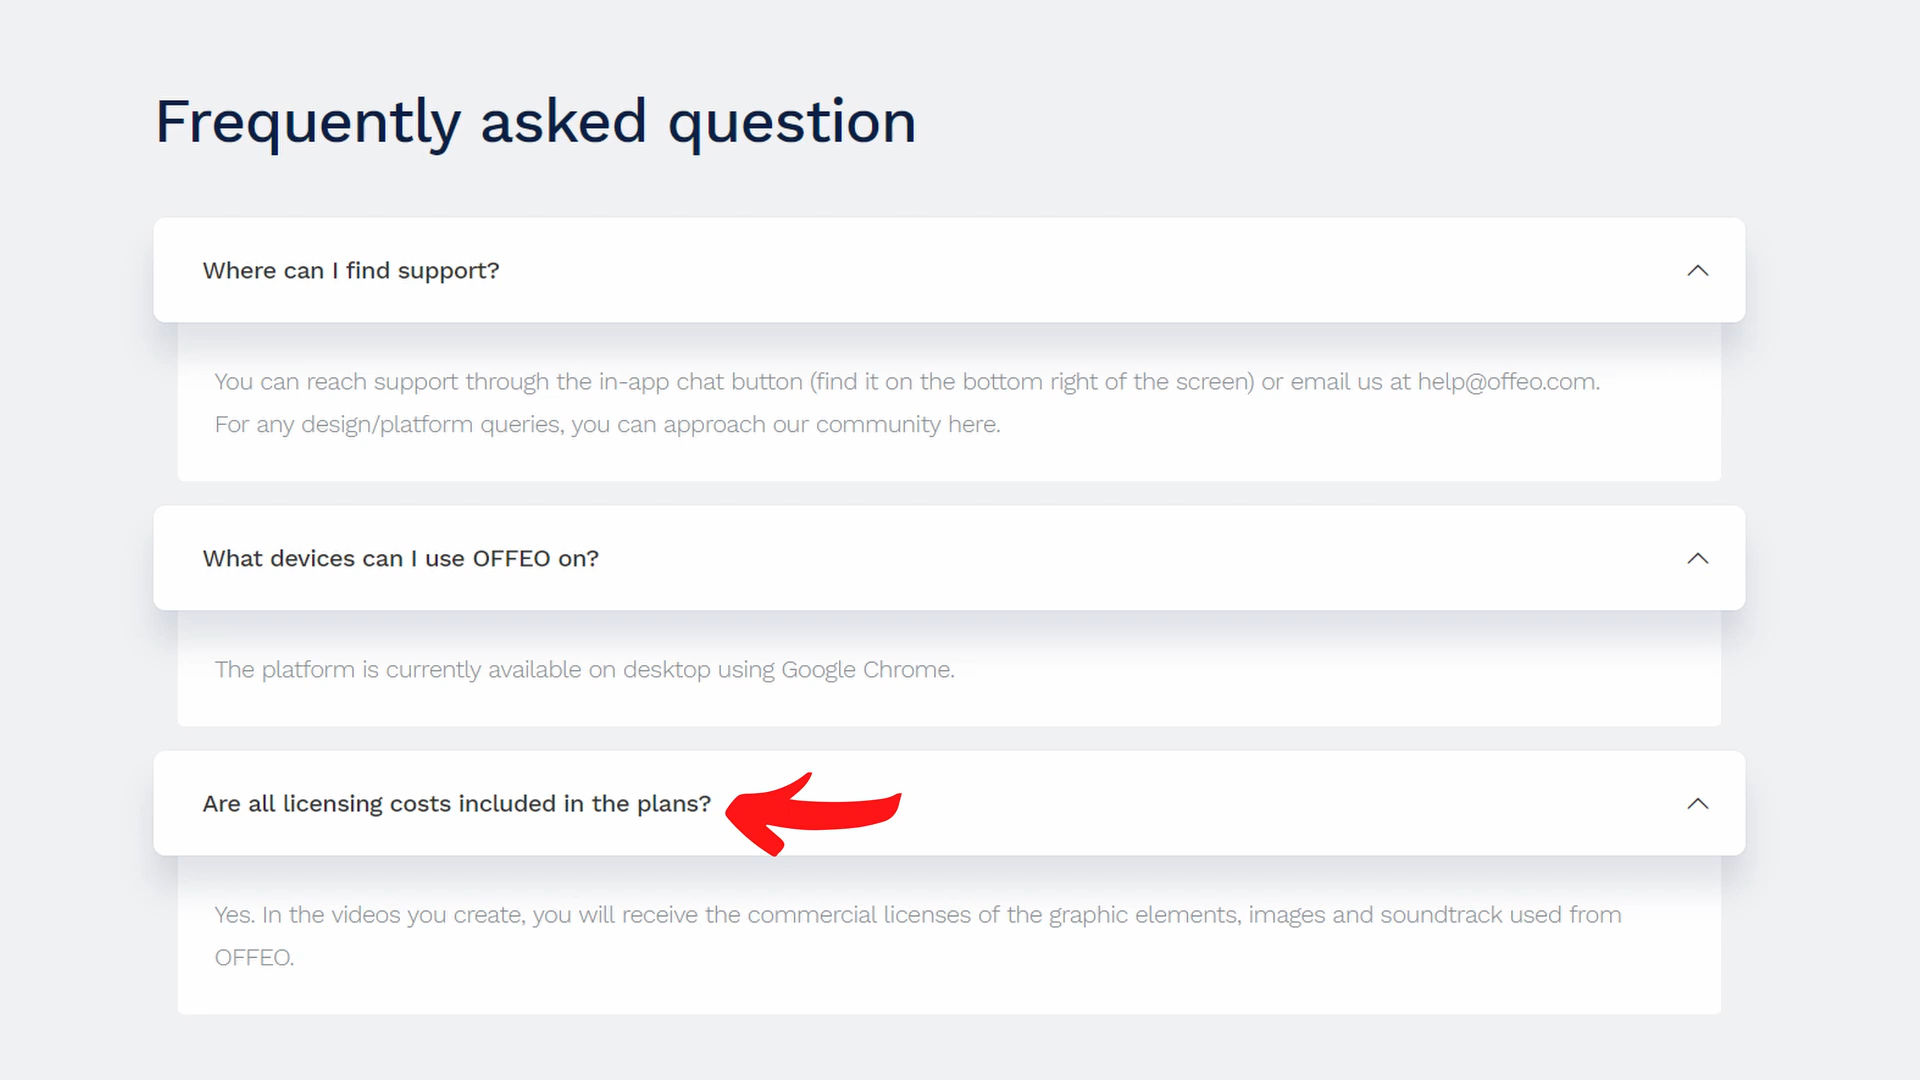 Frequently asked question
Where can I find support?
You can reach support through the in-app chat button (find it on the bottom right of the screen) or email us at help@offeo.com.
For any design/platform queries, you can approach our community here.
What devices can I use OFFEO on?
The platform is currently available on desktop using Google Chrome.
Are all licensing costs included in the plans?
Yes. In the videos you create, you will receive the commercial licenses of the graphic elements, images and soundtrack used from
OFFEO.